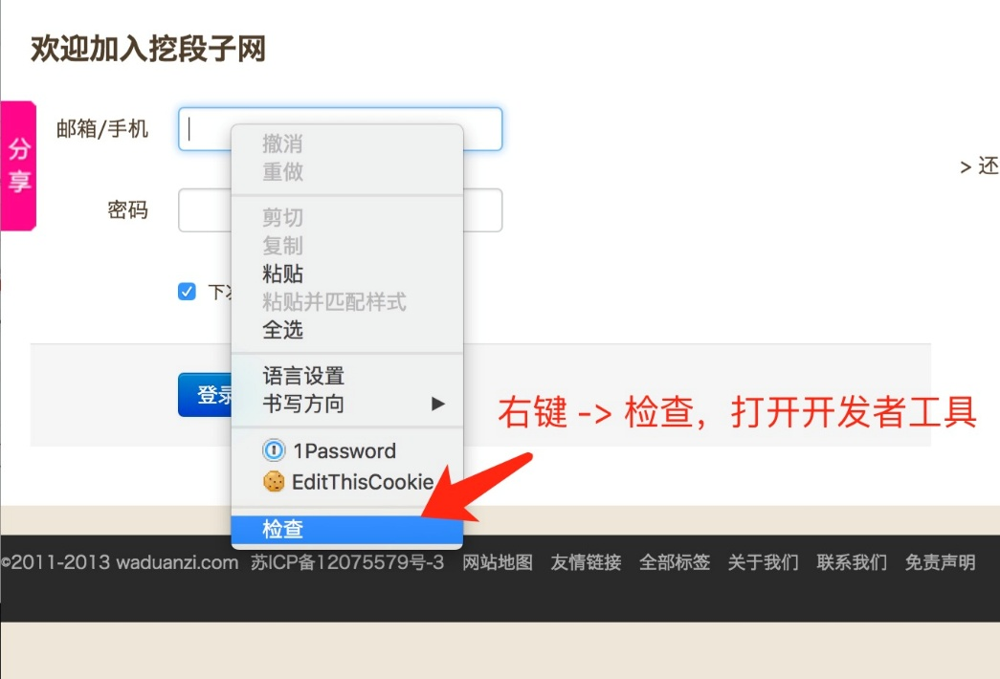 欢迎加入挖段子网
分享
邮箱/手机
> 还
密码
下
登录
撤消
重做
剪切
复制
粘贴
粘贴并匹配样式
全选
语言设置
书写方向
1Password
EditThisCookie
检查
右键 -> 检查，打开开发者工具
©2011-2013 waduanzi.com 苏ICP备12075579号-3 网站地图 友情链接 全部标签 关于我们 联系我们 免责声明